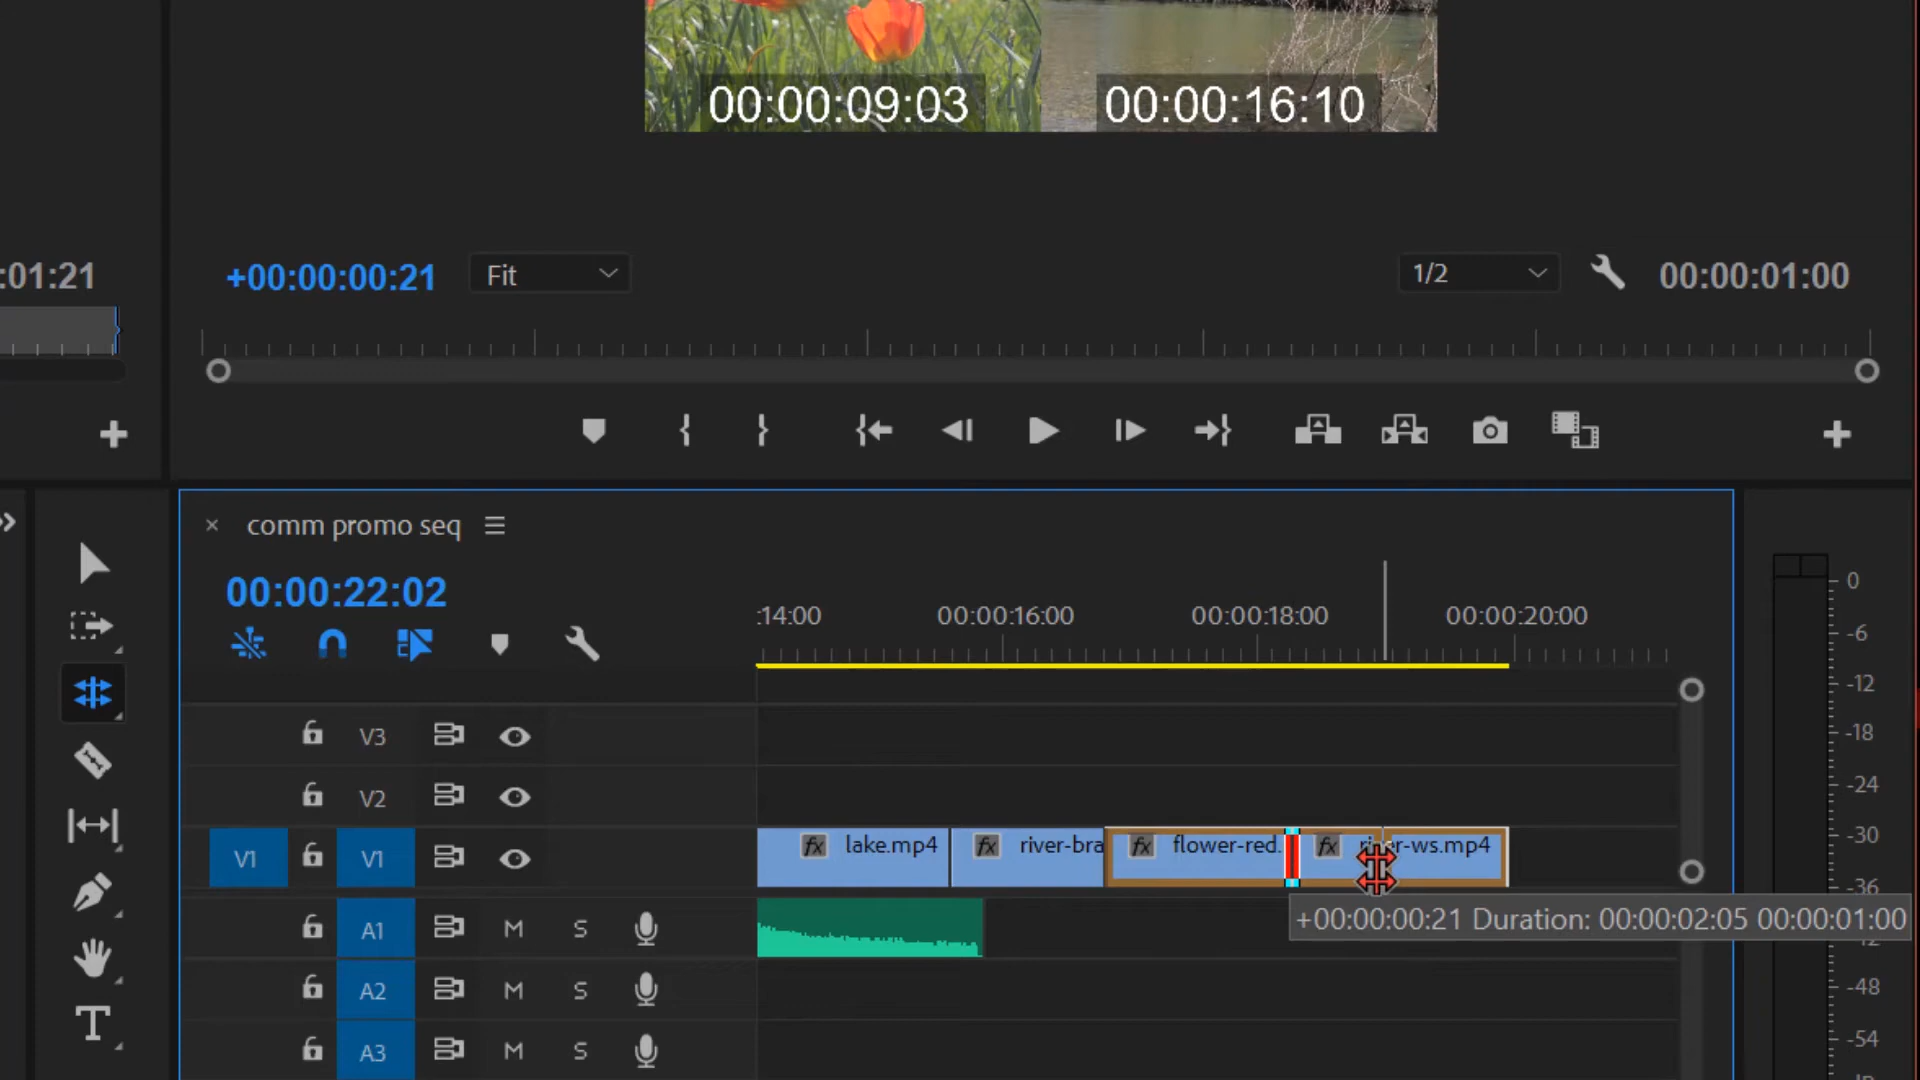 00:00:09:03 00:00:16:10
:01:21 +00:00:00:21 Fit 1/2 00:00:01:00
× comm promo seq
00:00:22:02
:14:00 00:00:16:00 00:00:18:00 00:00:20:00
V3
V2
V1 V1 fx lake.mp4 fx river-bra fx flower-red. fx -ws.mp4
+00:00:00:21 Duration: 00:00:02:05 00:00:01:00
A1 M S
A2 M S
A3 M S
T
0
-6
-12
-18
-24
-30
-36
-48
-54